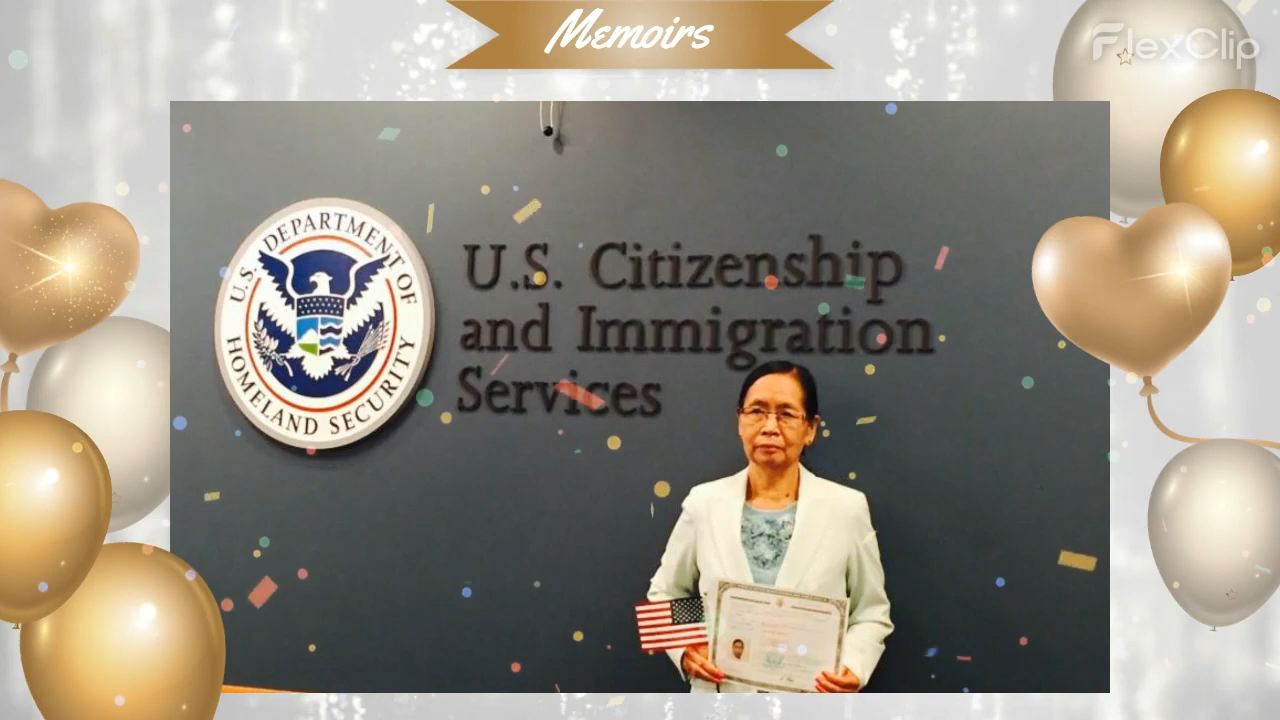 Memoirs
FlexClip
U.S. DEPARTMENT OF
HOMELAND SECURITY
U.S. Citizenship
and Immigration
Services